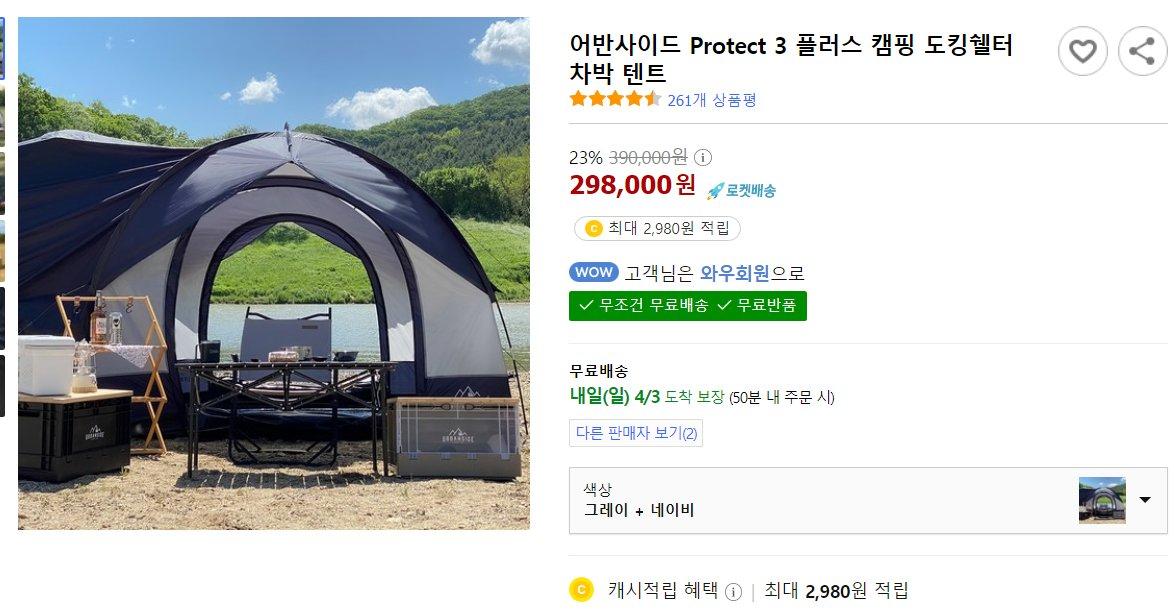 어반사이드 Protect 3 플러스 캠핑 도킹쉘터
차박 텐트
261개 상품평
23% 390,000원
298,000원 로켓배송
최대 2,980원 적립
WOW 고객님은 와우회원으로
무조건 무료배송 무료반품
무료배송
내일(일) 4/3 도착 보장 (50분 내 주문 시)
다른 판매자 보기(2)
색상
그레이 + 네이비
캐시적립 혜택 | 최대 2,980원 적립
URBANSIDE
URBANSIDE